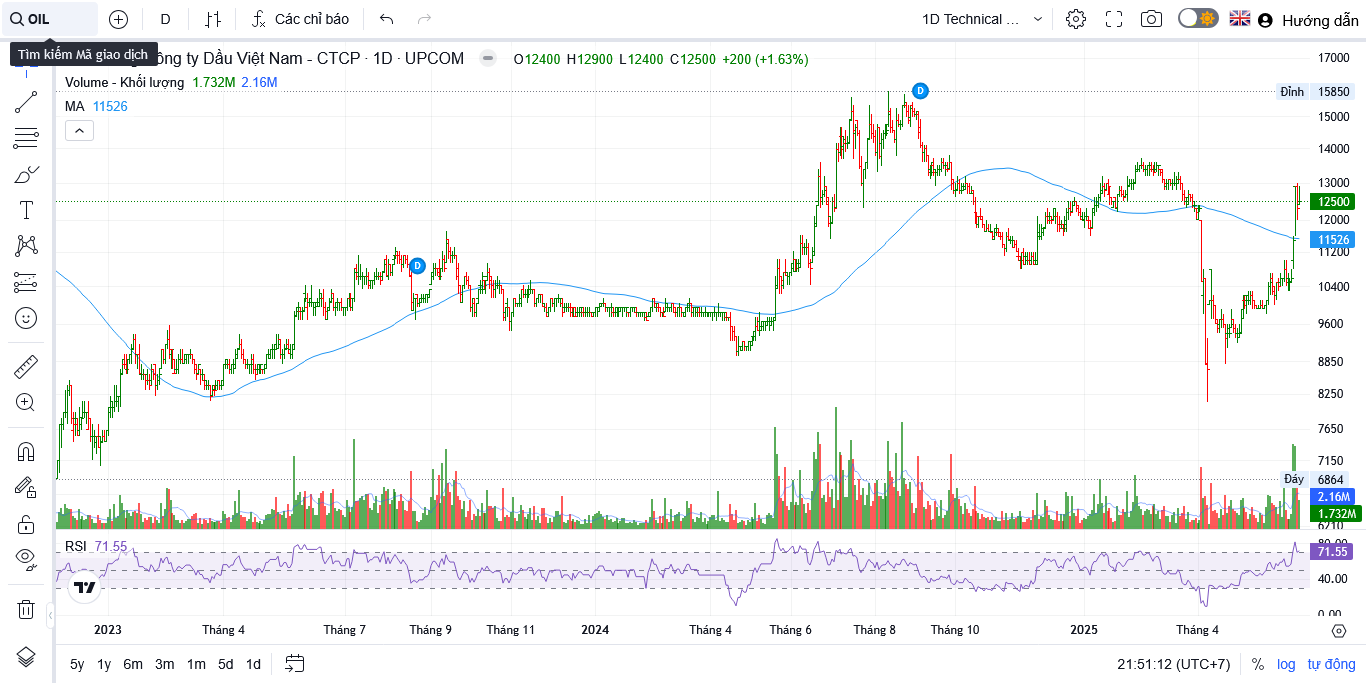 OIL
D
Các chỉ báo
1D Technical ...
Hướng dẫn
Tìm kiếm Mã giao dịch
Công ty Dầu Việt Nam - CTCP · 1D · UPCOM
O12400 H12900 L12400 C12500 +200 (+1.63%)
Volume - Khối lượng 1.732M 2.16M
MA 11526
17000
Đỉnh 15850
15000
14000
13000
12500
12000
11526
11200
10400
9600
8850
8250
7650
7150
Đáy 6864
2.16M
1.732M
6210
D
D
RSI 71.55
80.00
71.55
40.00
0.00
2023 Tháng 4 Tháng 7 Tháng 9 Tháng 11 2024 Tháng 4 Tháng 6 Tháng 8 Tháng 10 2025 Tháng 4
5y 1y 6m 3m 1m 5d 1d
21:51:12 (UTC+7) % log tự động